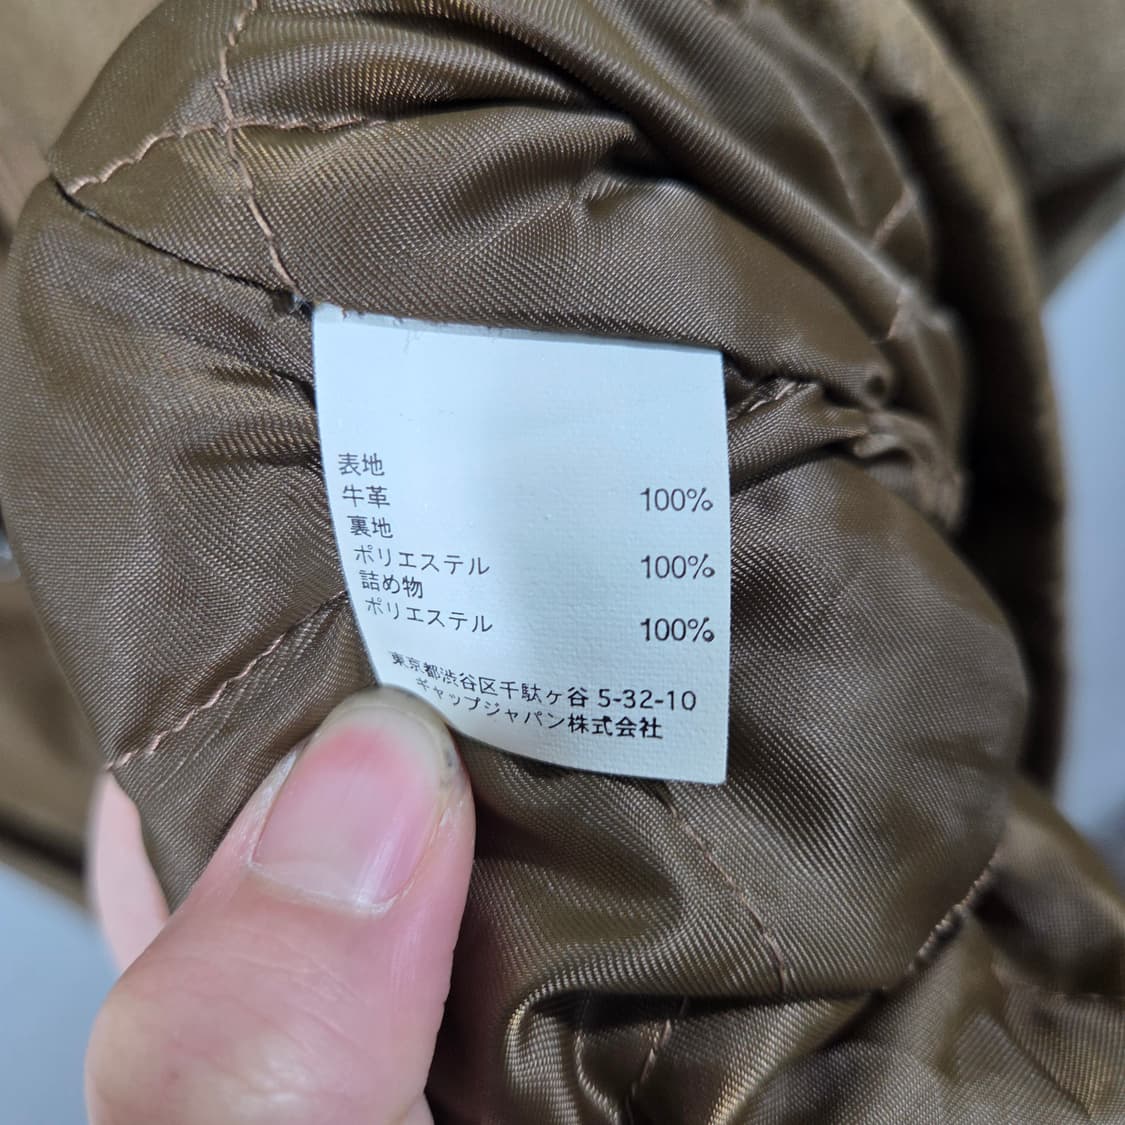 表地
牛革 100%
裏地
ポリエステル 100%
詰め物
ポリエステル 100%
東京都渋谷区千駄ヶ谷 5-32-10
ギャップジャパン株式会社